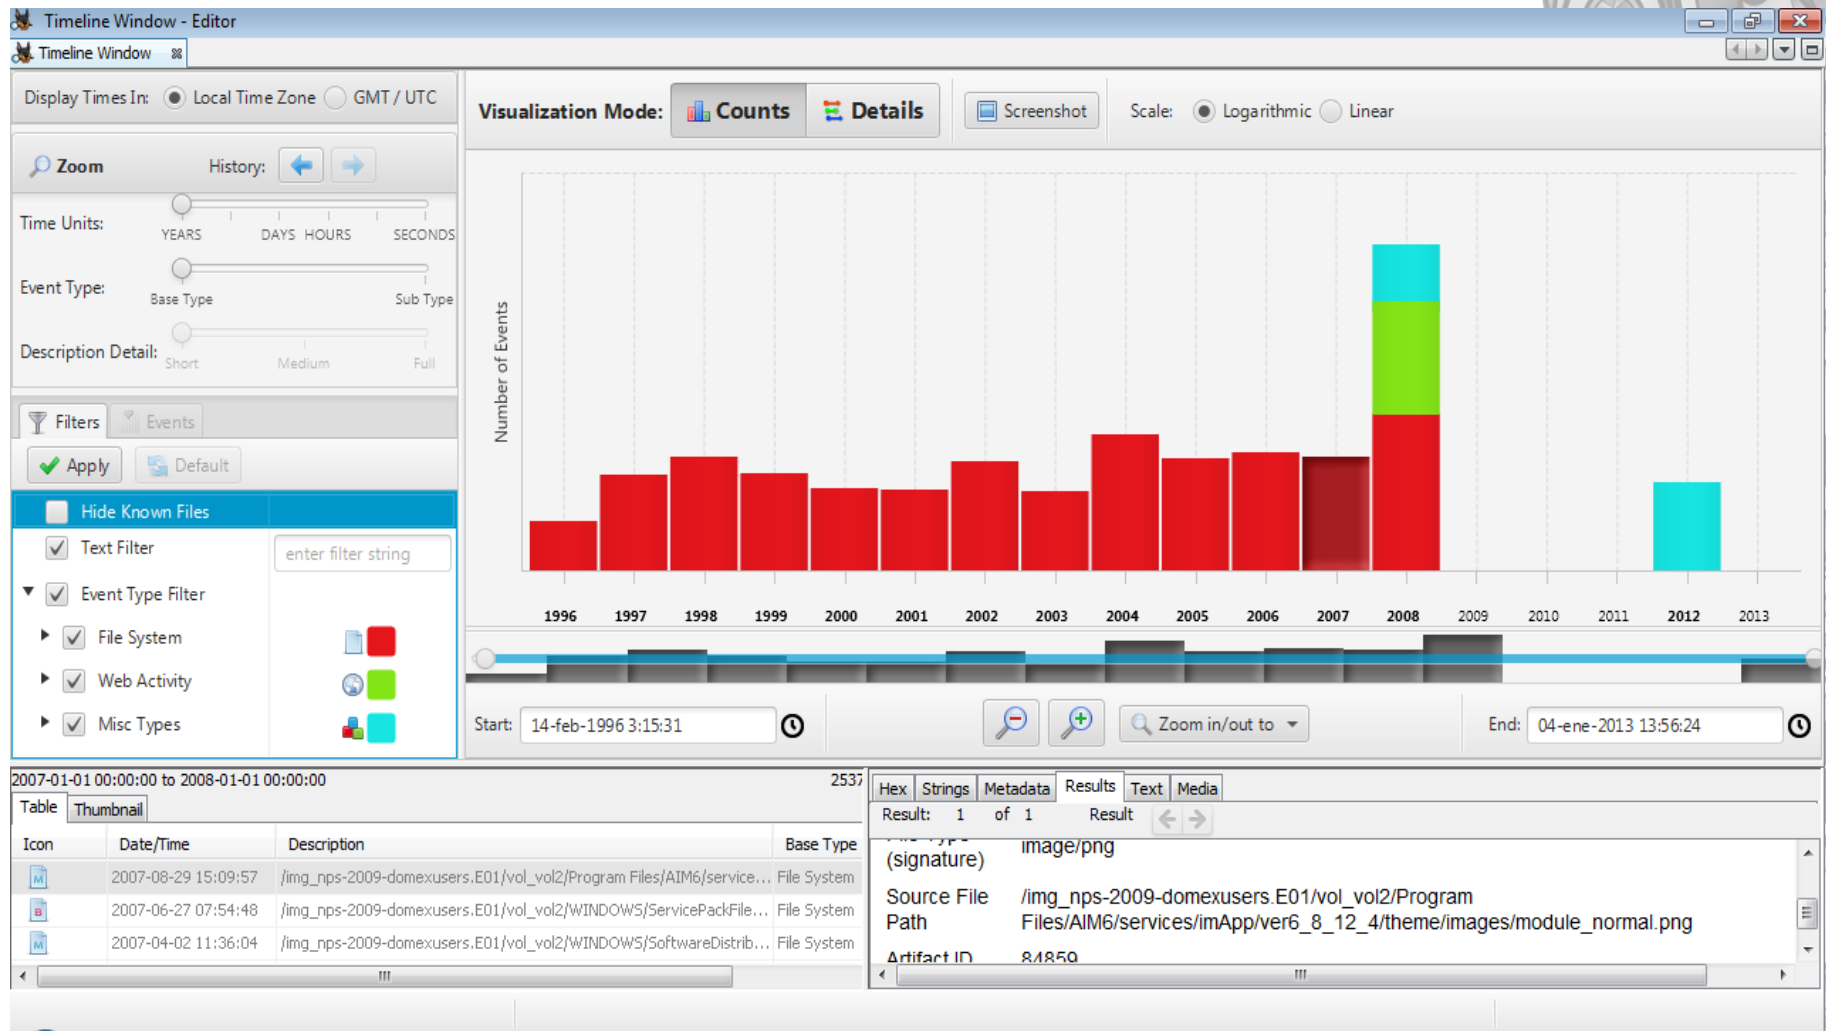 Timeline Window - Editor
Timeline Window
Display Times In: Local Time Zone GMT / UTC
Visualization Mode: Counts Details Screenshot Scale: Logarithmic Linear
Zoom History:
Time Units:
YEARS DAYS HOURS SECONDS
Event Type:
Base Type Sub Type
Description Detail:
Short Medium Full
Filters Events
Apply Default
Hide Known Files
Text Filter enter filter string
Event Type Filter
File System
Web Activity
Misc Types
Number of Events
1996 1997 1998 1999 2000 2001 2002 2003 2004 2005 2006 2007 2008 2009 2010 2011 2012 2013
Start: 14-feb-1996 3:15:31 Zoom in/out to End: 04-ene-2013 13:56:24
2007-01-01 00:00:00 to 2008-01-01 00:00:00 2537
Table Thumbnail
Icon Date/Time Description Base Type
M 2007-08-29 15:09:57 /img_nps-2009-domexusers.E01/vol_vol2/Program Files/AIM6/service... File System
B 2007-06-27 07:54:48 /img_nps-2009-domexusers.E01/vol_vol2/WINDOWS/ServicePackFile... File System
M 2007-04-02 11:36:04 /img_nps-2009-domexusers.E01/vol_vol2/WINDOWS/SoftwareDistrib... File System
Hex Strings Metadata Results Text Media
Result: 1 of 1 Result
File Type image/png
(signature)
Source File /img_nps-2009-domexusers.E01/vol_vol2/Program
Path Files/AIM6/services/imApp/ver6_8_12_4/theme/images/module_normal.png
Artifact ID 84859